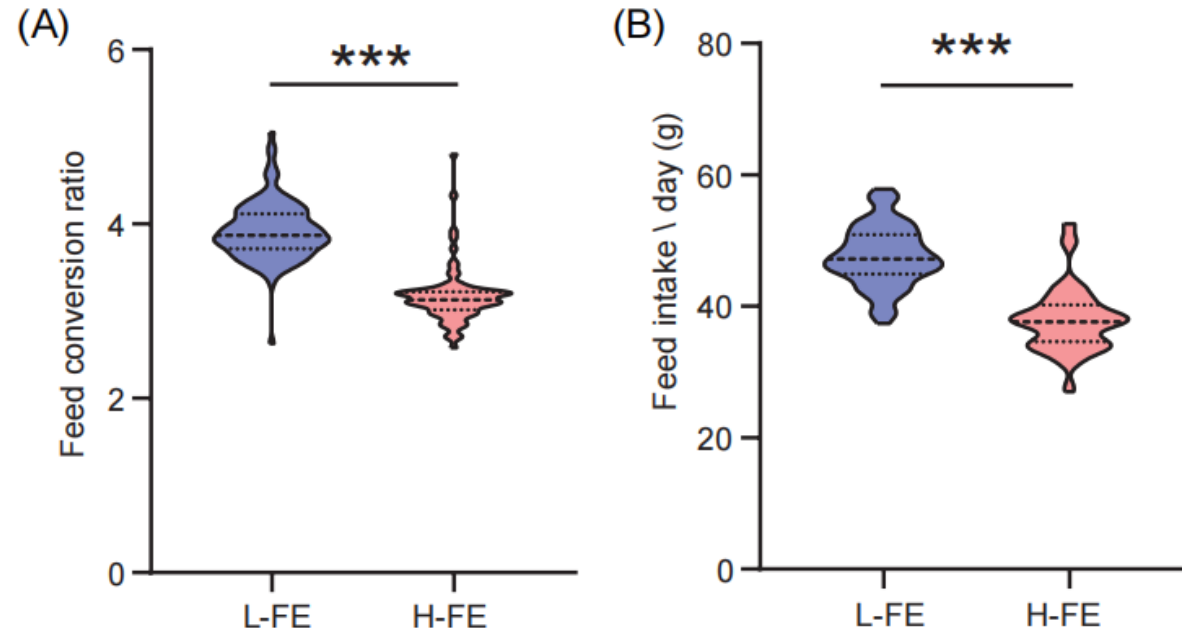 (A)
Feed conversion ratio
6
4
2
0
***
L-FE
H-FE
(B)
Feed intake \ day (g)
80
60
40
20
0
***
L-FE
H-FE